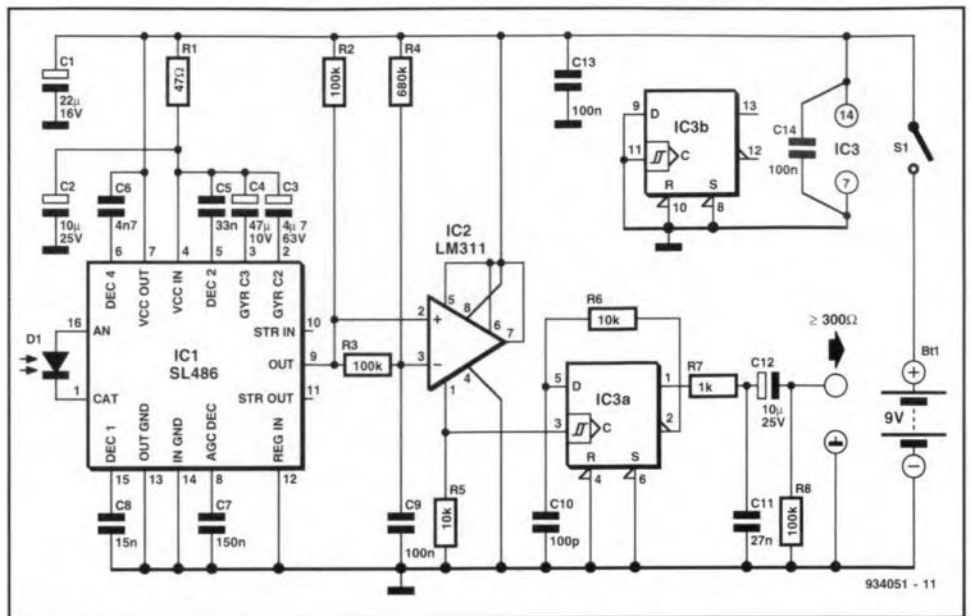 C1
22µ
16V
R1
47Ω
R2
100k
R4
680k
C13
100n
9
D
13
IC3b
11
C
12
R
S
10
8
C14
100n
14
IC3
7
S1
C2
10µ
25V
C6
4n7
C5
33n
C4
47µ
10V
C3
4µ7
63V
6
7
4
5
3
2
DEC 4
VCC OUT
VCC IN
DEC 2
GYR C3
GYR C2
IC2
LM311
5
8
6
7
2
+
3
−
1
4
16
AN
D1
1
CAT
IC1
SL486
STR IN
10
OUT
9
STR OUT
11
R3
100k
DEC 1
OUT GND
IN GND
AGC DEC
REG IN
15
13
14
8
12
C8
15n
C7
150n
C9
100n
R5
10k
R6
10k
5
D
1
IC3a
3
C
2
R
S
4
6
R7
1k
C12
10µ
25V
C10
100p
C11
27n
R8
100k
≥ 300Ω
Bt1
+
9V
−
934051 - 11